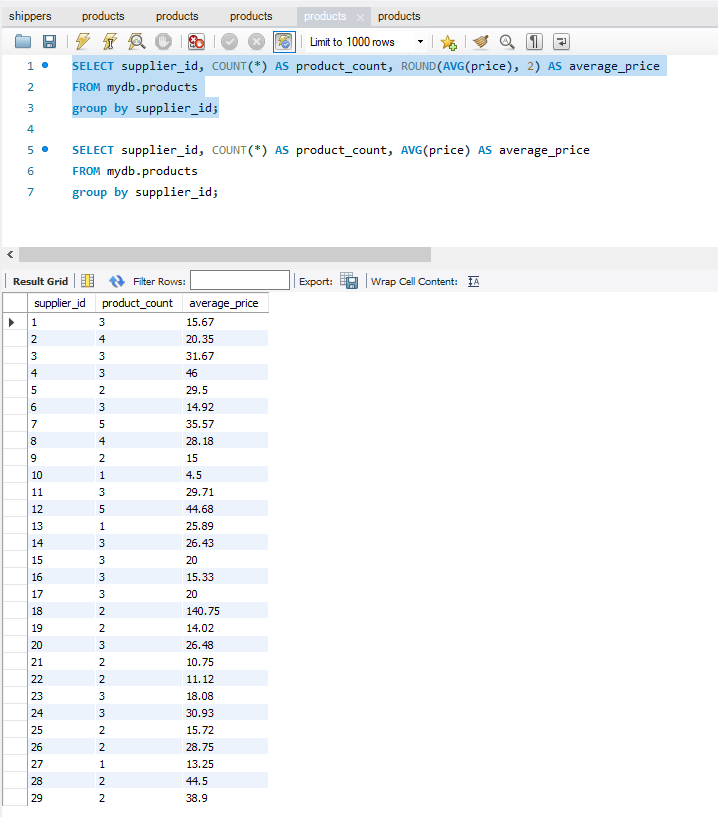 shippers products products products products products
Limit to 1000 rows
1 SELECT supplier_id, COUNT(*) AS product_count, ROUND(AVG(price), 2) AS average_price
2 FROM mydb.products
3 group by supplier_id;
4
5 SELECT supplier_id, COUNT(*) AS product_count, AVG(price) AS average_price
6 FROM mydb.products
7 group by supplier_id;
Result Grid Filter Rows: Export: Wrap Cell Content:
supplier_id product_count average_price
1 3 15.67
2 4 20.35
3 3 31.67
4 3 46
5 2 29.5
6 3 14.92
7 5 35.57
8 4 28.18
9 2 15
10 1 4.5
11 3 29.71
12 5 44.68
13 1 25.89
14 3 26.43
15 3 20
16 3 15.33
17 3 20
18 2 140.75
19 2 14.02
20 3 26.48
21 2 10.75
22 2 11.12
23 3 18.08
24 3 30.93
25 2 15.72
26 2 28.75
27 1 13.25
28 2 44.5
29 2 38.9